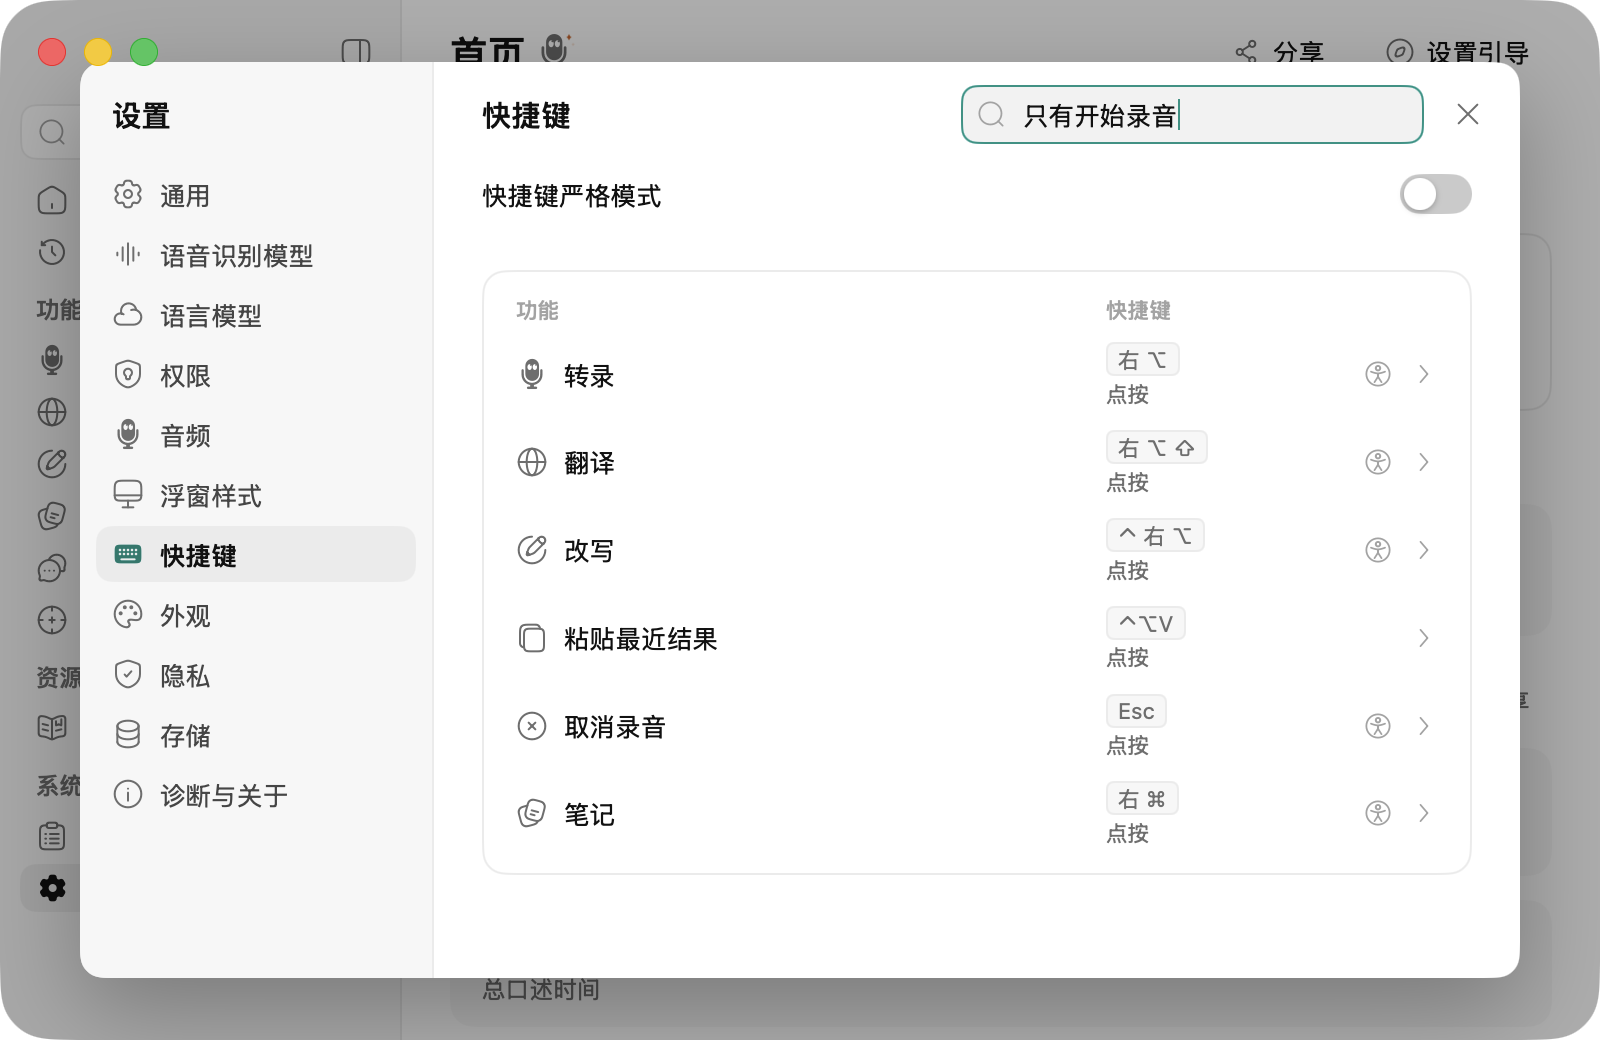 首页
分享
设置引导
设置
快捷键
只有开始录音
通用
语音识别模型
语言模型
权限
音频
浮窗样式
快捷键
外观
隐私
存储
诊断与关于
快捷键严格模式
功能
快捷键
转录
右 ⌥
点按
翻译
右 ⌥ ⇧
点按
改写
^ 右 ⌥
点按
粘贴最近结果
^⌥V
点按
取消录音
Esc
点按
笔记
右 ⌘
点按
功能
资源
系统
享
总口述时间